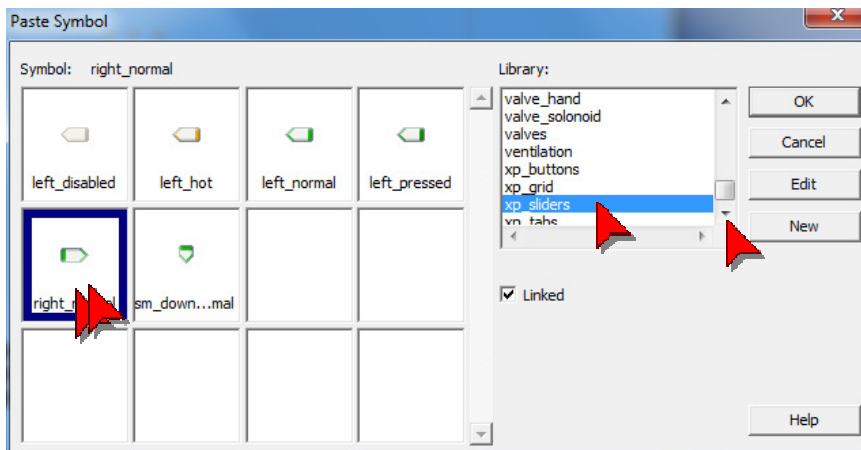 Paste Symbol
Symbol: right_normal
Library:
left_disabled
left_hot
left_normal
left_pressed
sm_down...mal
valve_hand
valve_solonoid
valves
ventilation
xp_buttons
xp_grid
xp_sliders
xp_tabs
Linked
OK
Cancel
Edit
New
Help